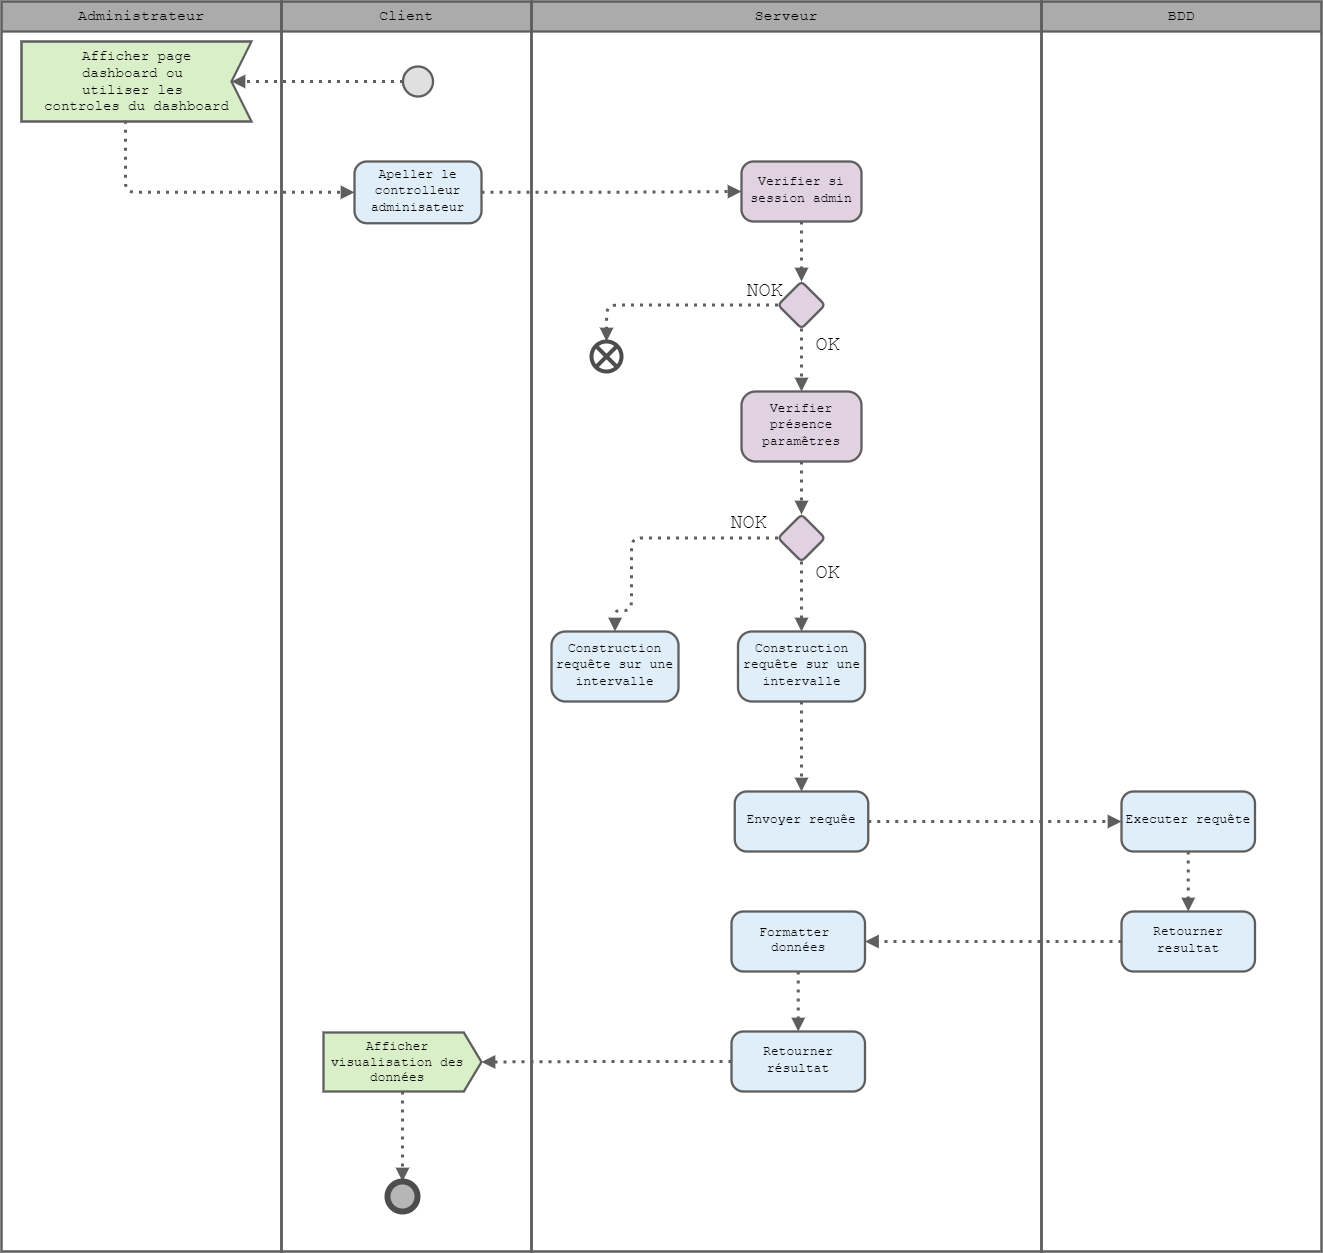 Administrateur
Client
Serveur
BDD
Afficher page
dashboard ou
utiliser les
controles du dashboard
Apeller le
controlleur
adminisateur
Verifier si
session admin
NOK
OK
Verifier
présence
paramêtres
NOK
OK
Construction
requête sur une
intervalle
Construction
requête sur une
intervalle
Envoyer requêe
Executer requête
Formatter
données
Retourner
resultat
Afficher
visualisation des
données
Retourner
résultat